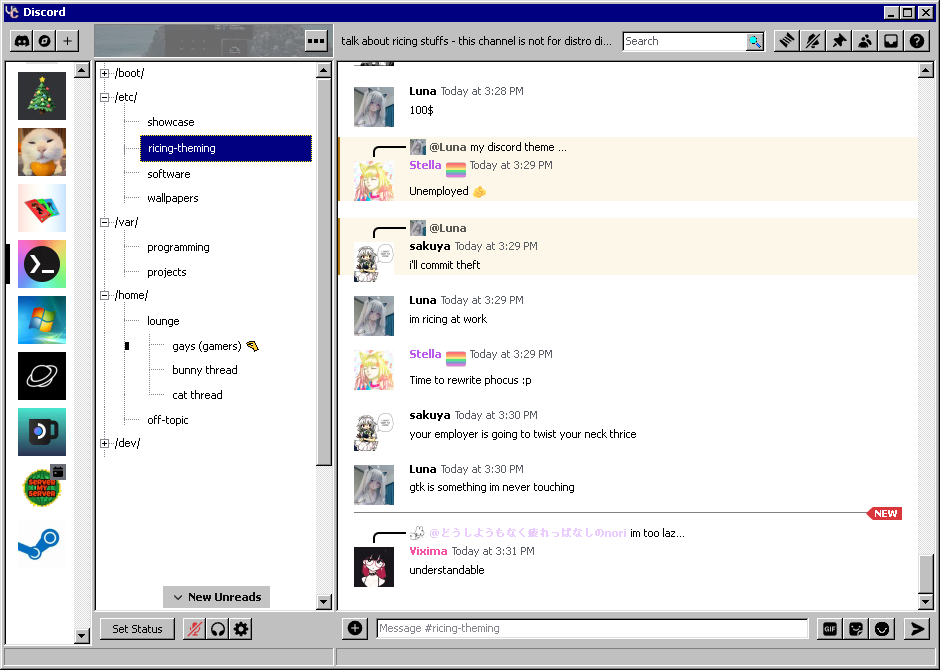 Discord
talk about ricing stuffs - this channel is not for distro di...
Search
/boot/
/etc/
showcase
ricing-theming
software
wallpapers
/var/
programming
projects
/home/
lounge
gays (gamers)
bunny thread
cat thread
off-topic
/dev/
New Unreads
Set Status
SERVER
MY
SERVER
Luna Today at 3:28 PM
100$
@Luna my discord theme ...
Stella Today at 3:29 PM
Unemployed 🫵
@Luna
sakuya Today at 3:29 PM
i'll commit theft
Luna Today at 3:29 PM
im ricing at work
Stella Today at 3:29 PM
Time to rewrite phocus :p
sakuya Today at 3:30 PM
your employer is going to twist your neck thrice
Luna Today at 3:30 PM
gtk is something im never touching
NEW
@どうしようもなく疲れっぱなしのnori im too laz...
Vixima Today at 3:31 PM
understandable
Message #ricing-theming
GIF